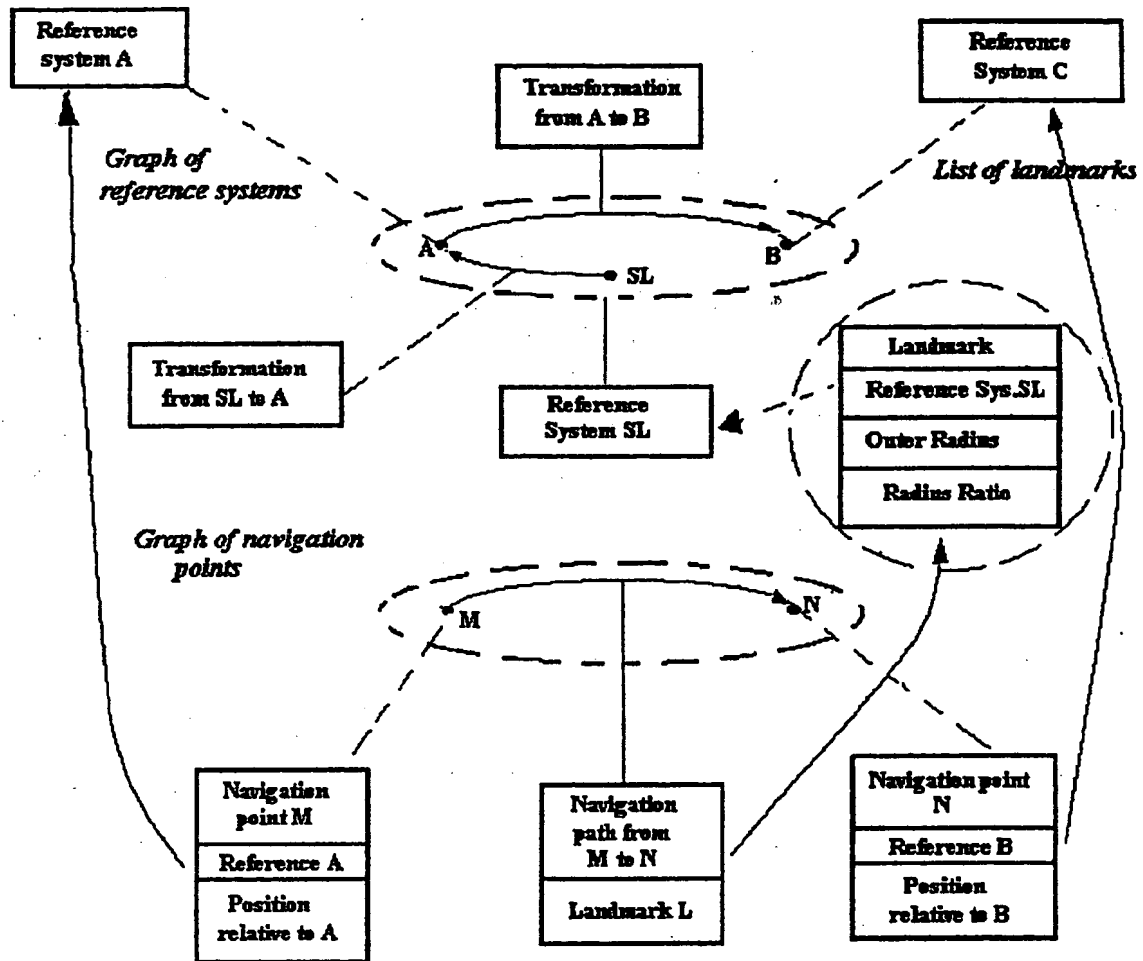 Reference
system A
Reference
System C
Transformation
from A to B
Graph of
reference systems
List of landmarks
A
B
SL
Transformation
from SL to A
Reference
System SL
Landmark
Reference Sys.SL
Outer Radius
Radius Ratio
Graph of navigation
points
M
N
Navigation
point M
Reference A
Position
relative to A
Navigation
path from
M to N
Landmark L
Navigation point
N
Reference B
Position
relative to B